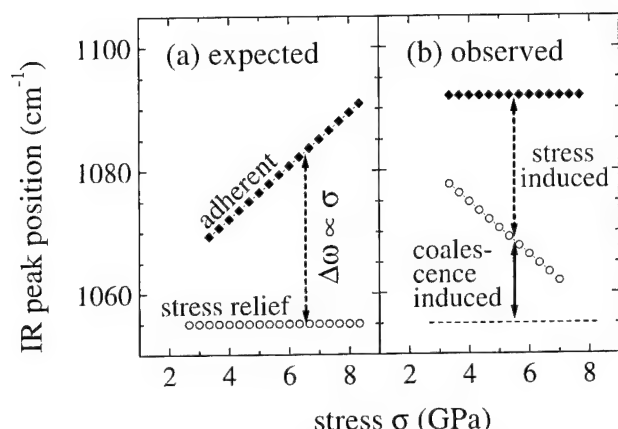 IR peak position (cm⁻¹)
1100
1080
1060
(a) expected
adherent
Δω ∝ σ
stress relief
2 4 6 8
(b) observed
stress
induced
coales-
cence
induced
2 4 6 8
stress σ (GPa)